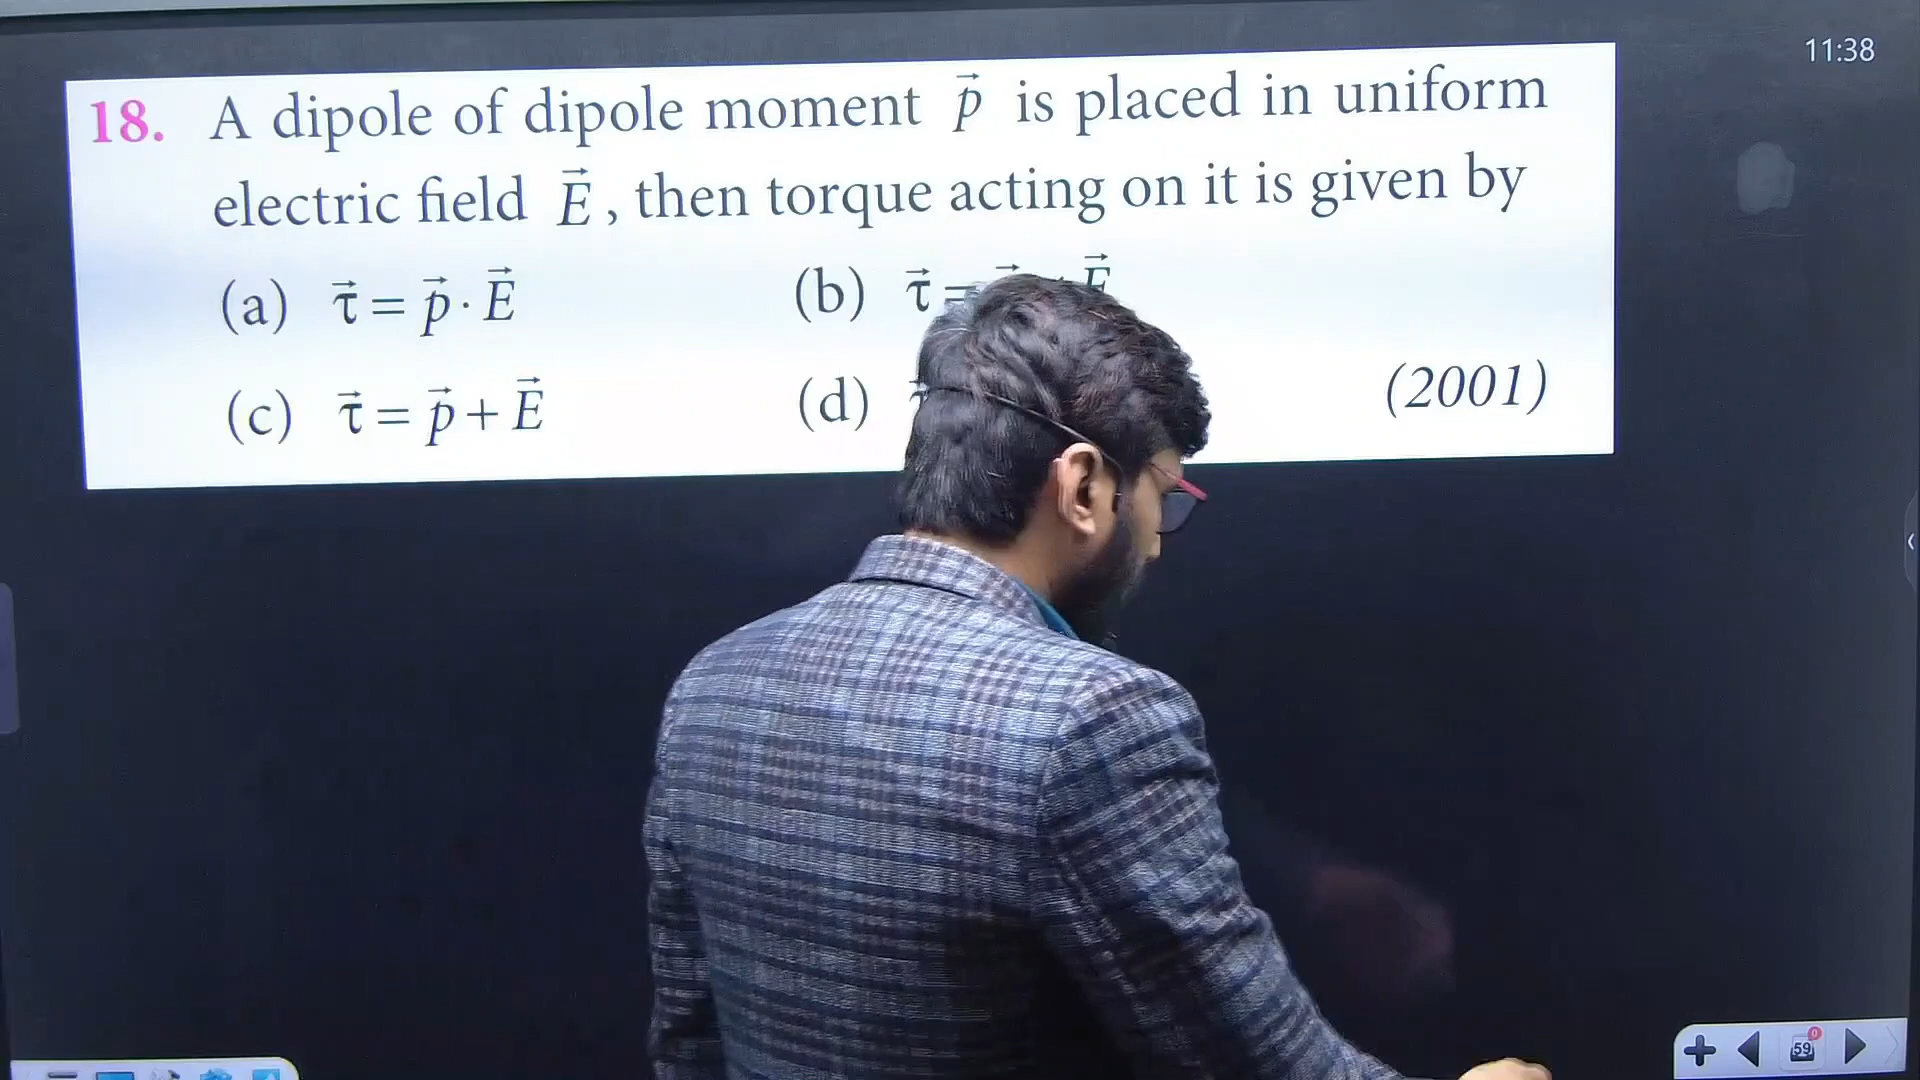 11:38
18. A dipole of dipole moment p⃗ is placed in uniform
electric field E⃗, then torque acting on it is given by
(a) τ⃗ = p⃗ · E⃗ (b) τ⃗ = E⃗
(c) τ⃗ = p⃗ + E⃗ (d) (2001)
59
0